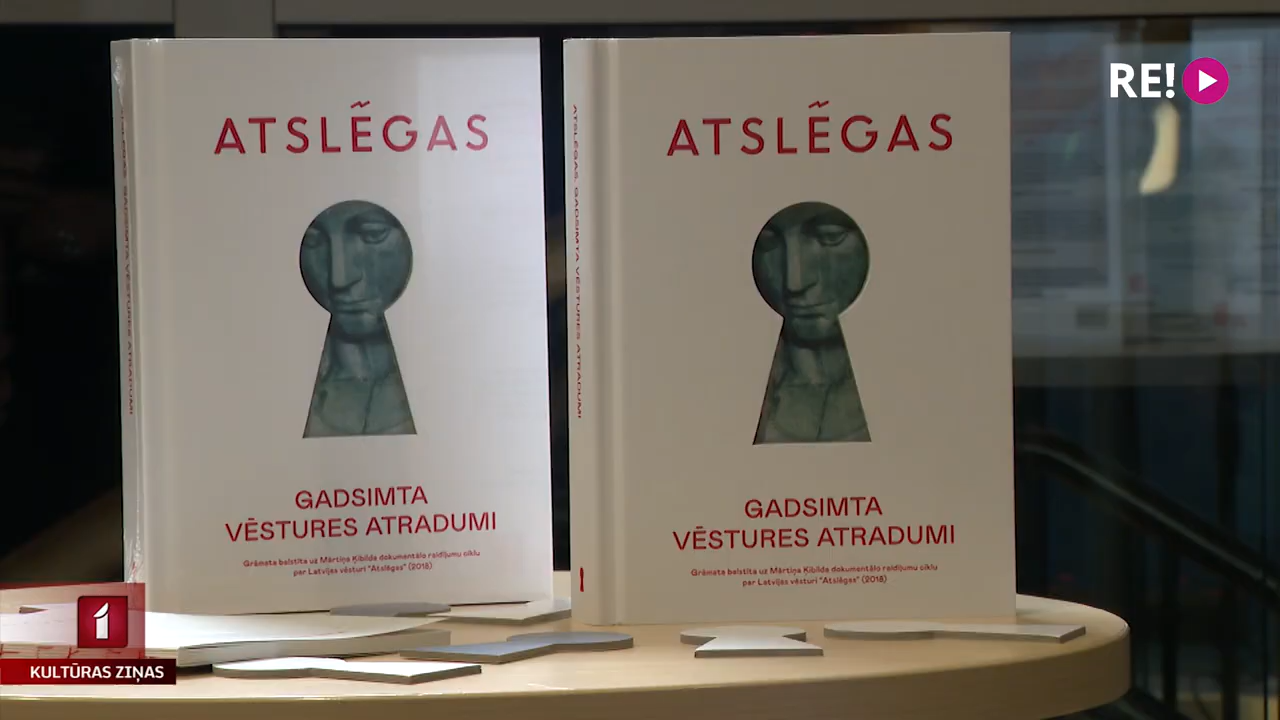 RE!
ATSLĒGAS
GADSIMTA
VĒSTURES ATRADUMI
Grāmata balstīta uz Mārtiņa Ķibilda dokumentālo raidījumu ciklu
par Latvijas vēsturi "Atslēgas" (2018)
ATSLĒGAS. GADSIMTA VĒSTURES ATRADUMI
ATSLĒGAS
GADSIMTA
VĒSTURES ATRADUMI
Grāmata balstīta uz Mārtiņa Ķibilda dokumentālo raidījumu ciklu
par Latvijas vēsturi "Atslēgas" (2018)
ATSLĒGAS. GADSIMTA VĒSTURES ATRADUMI
1
KULTŪRAS ZIŅAS